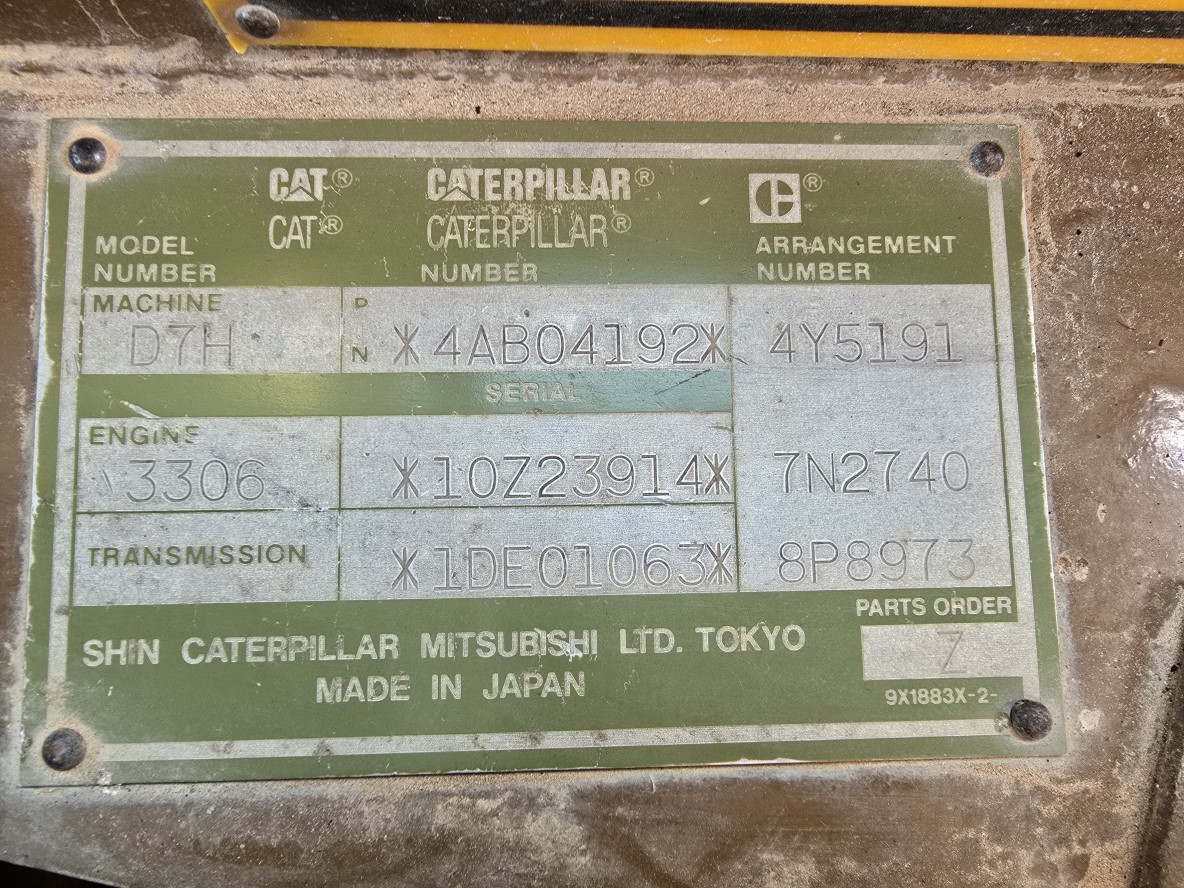 CAT® CATERPILLAR® C®
CAT® CATERPILLAR®
MODEL NUMBER NUMBER ARRANGEMENT NUMBER
MACHINE
D7H
P
N *4AB04192* 4Y5191
SERIAL
ENGINE
3306 *10Z23914* 7N2740
TRANSMISSION *1DE01063* 8P8973
PARTS ORDER
Z
SHIN CATERPILLAR MITSUBISHI LTD. TOKYO
MADE IN JAPAN
9X1883X-2-